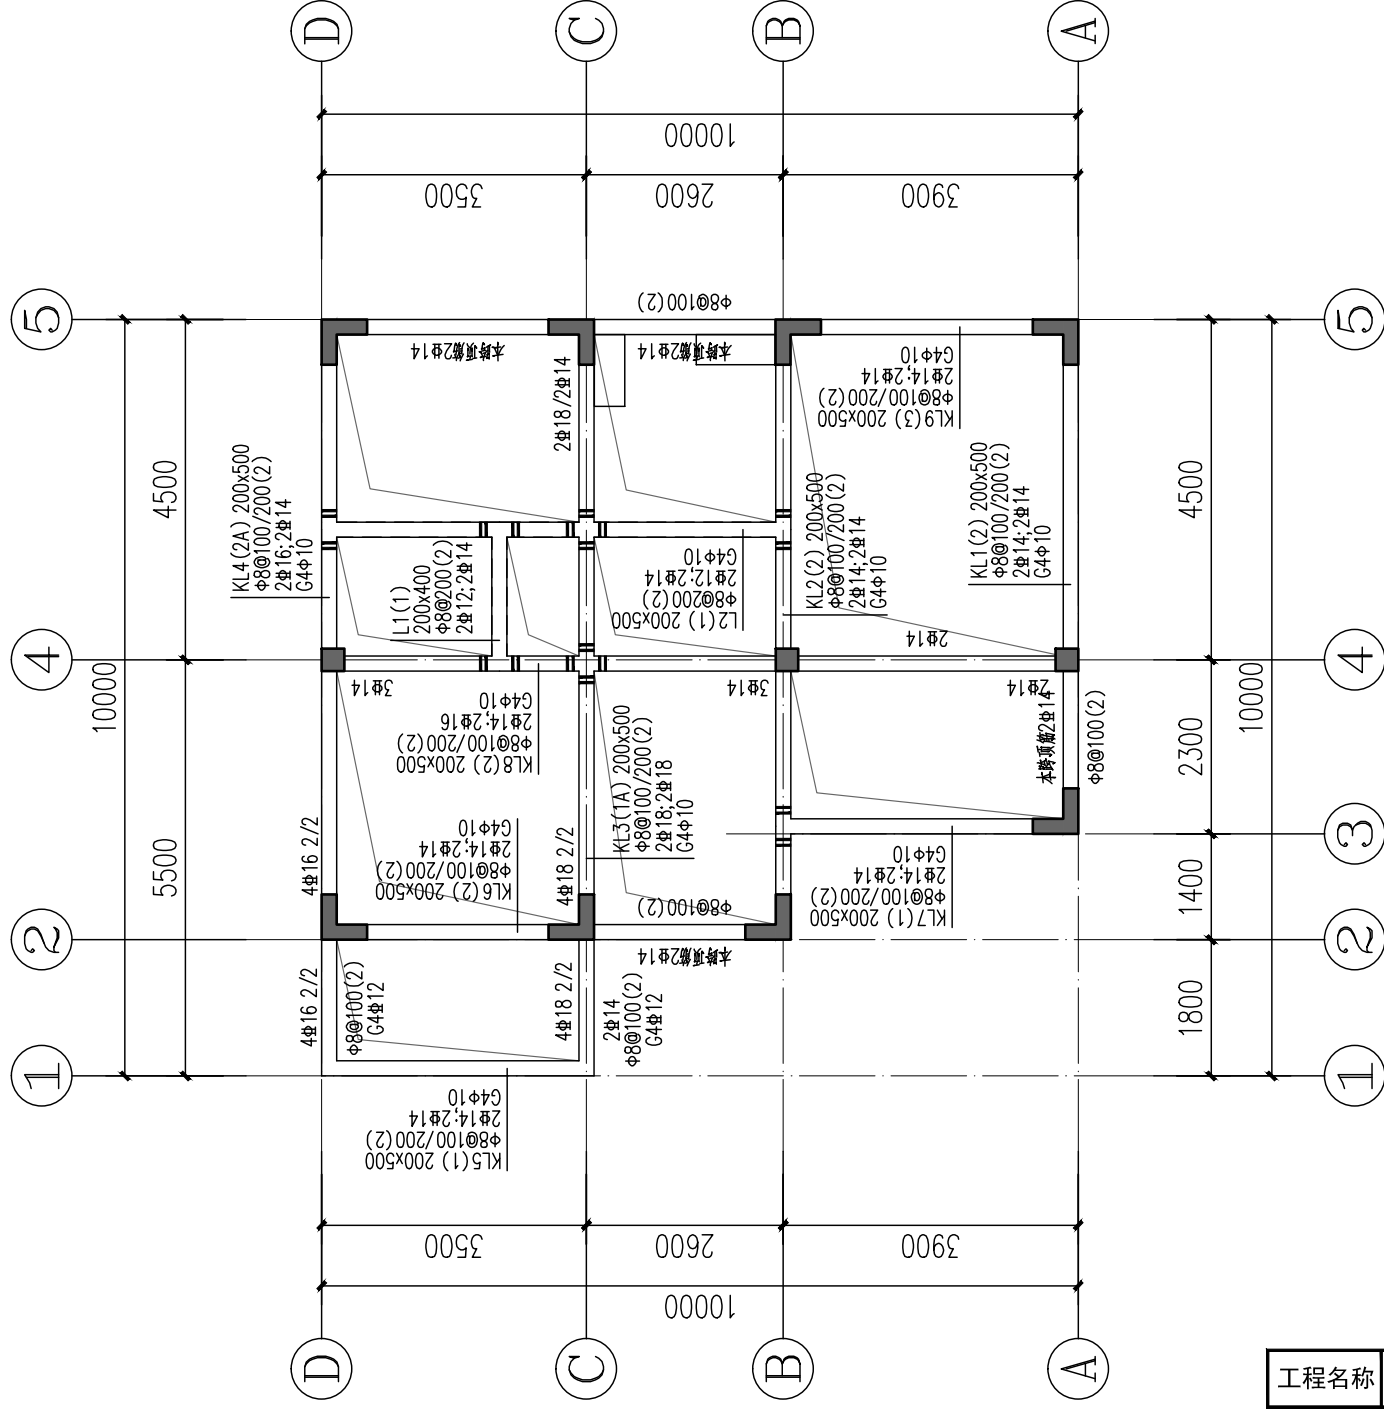 D
C
B
A
10000
3500
2600
3900
5
5
4500
10000
4500
10000
Φ8@100(2)
本跨顶筋2Φ14
本跨顶筋2Φ14
2Φ18/2Φ14
KL9(3) 200x500
Φ8@100/200(2)
2Φ14;2Φ14
G4Φ10
KL4(2A) 200x500
Φ8@100/200(2)
2Φ16;2Φ14
G4Φ10
L1(1)
200x400
Φ8@200(2)
2Φ12;2Φ14
L2(1) 200x500
Φ8@200(2)
2Φ12;2Φ14
G4Φ10
KL2(2) 200x500
Φ8@100/200(2)
2Φ14;2Φ14
G4Φ10
KL1(2) 200x500
Φ8@100/200(2)
2Φ14;2Φ14
G4Φ10
2Φ14
4
4
3Φ14
3Φ14
2Φ14
本跨顶筋2Φ14
Φ8@100(2)
KL8(2) 200x500
Φ8@100/200(2)
2Φ14;2Φ16
G4Φ10
KL3(1A) 200x500
Φ8@100/200(2)
2Φ18;2Φ18
G4Φ10
5500
2300
3
1400
4Φ16 2/2
KL6(2) 200x500
Φ8@100/200(2)
2Φ14;2Φ14
G4Φ10
4Φ18 2/2
Φ8@100(2)
本跨顶筋2Φ14
KL7(1) 200x500
Φ8@100/200(2)
2Φ14;2Φ14
G4Φ10
2
2
1800
4Φ16 2/2
Φ8@100(2)
G4Φ12
4Φ18 2/2
2Φ14
Φ8@100(2)
G4Φ12
1
1
KL5(1) 200x500
Φ8@100/200(2)
2Φ14;2Φ14
G4Φ10
3500
2600
3900
10000
D
C
B
A
工程名称